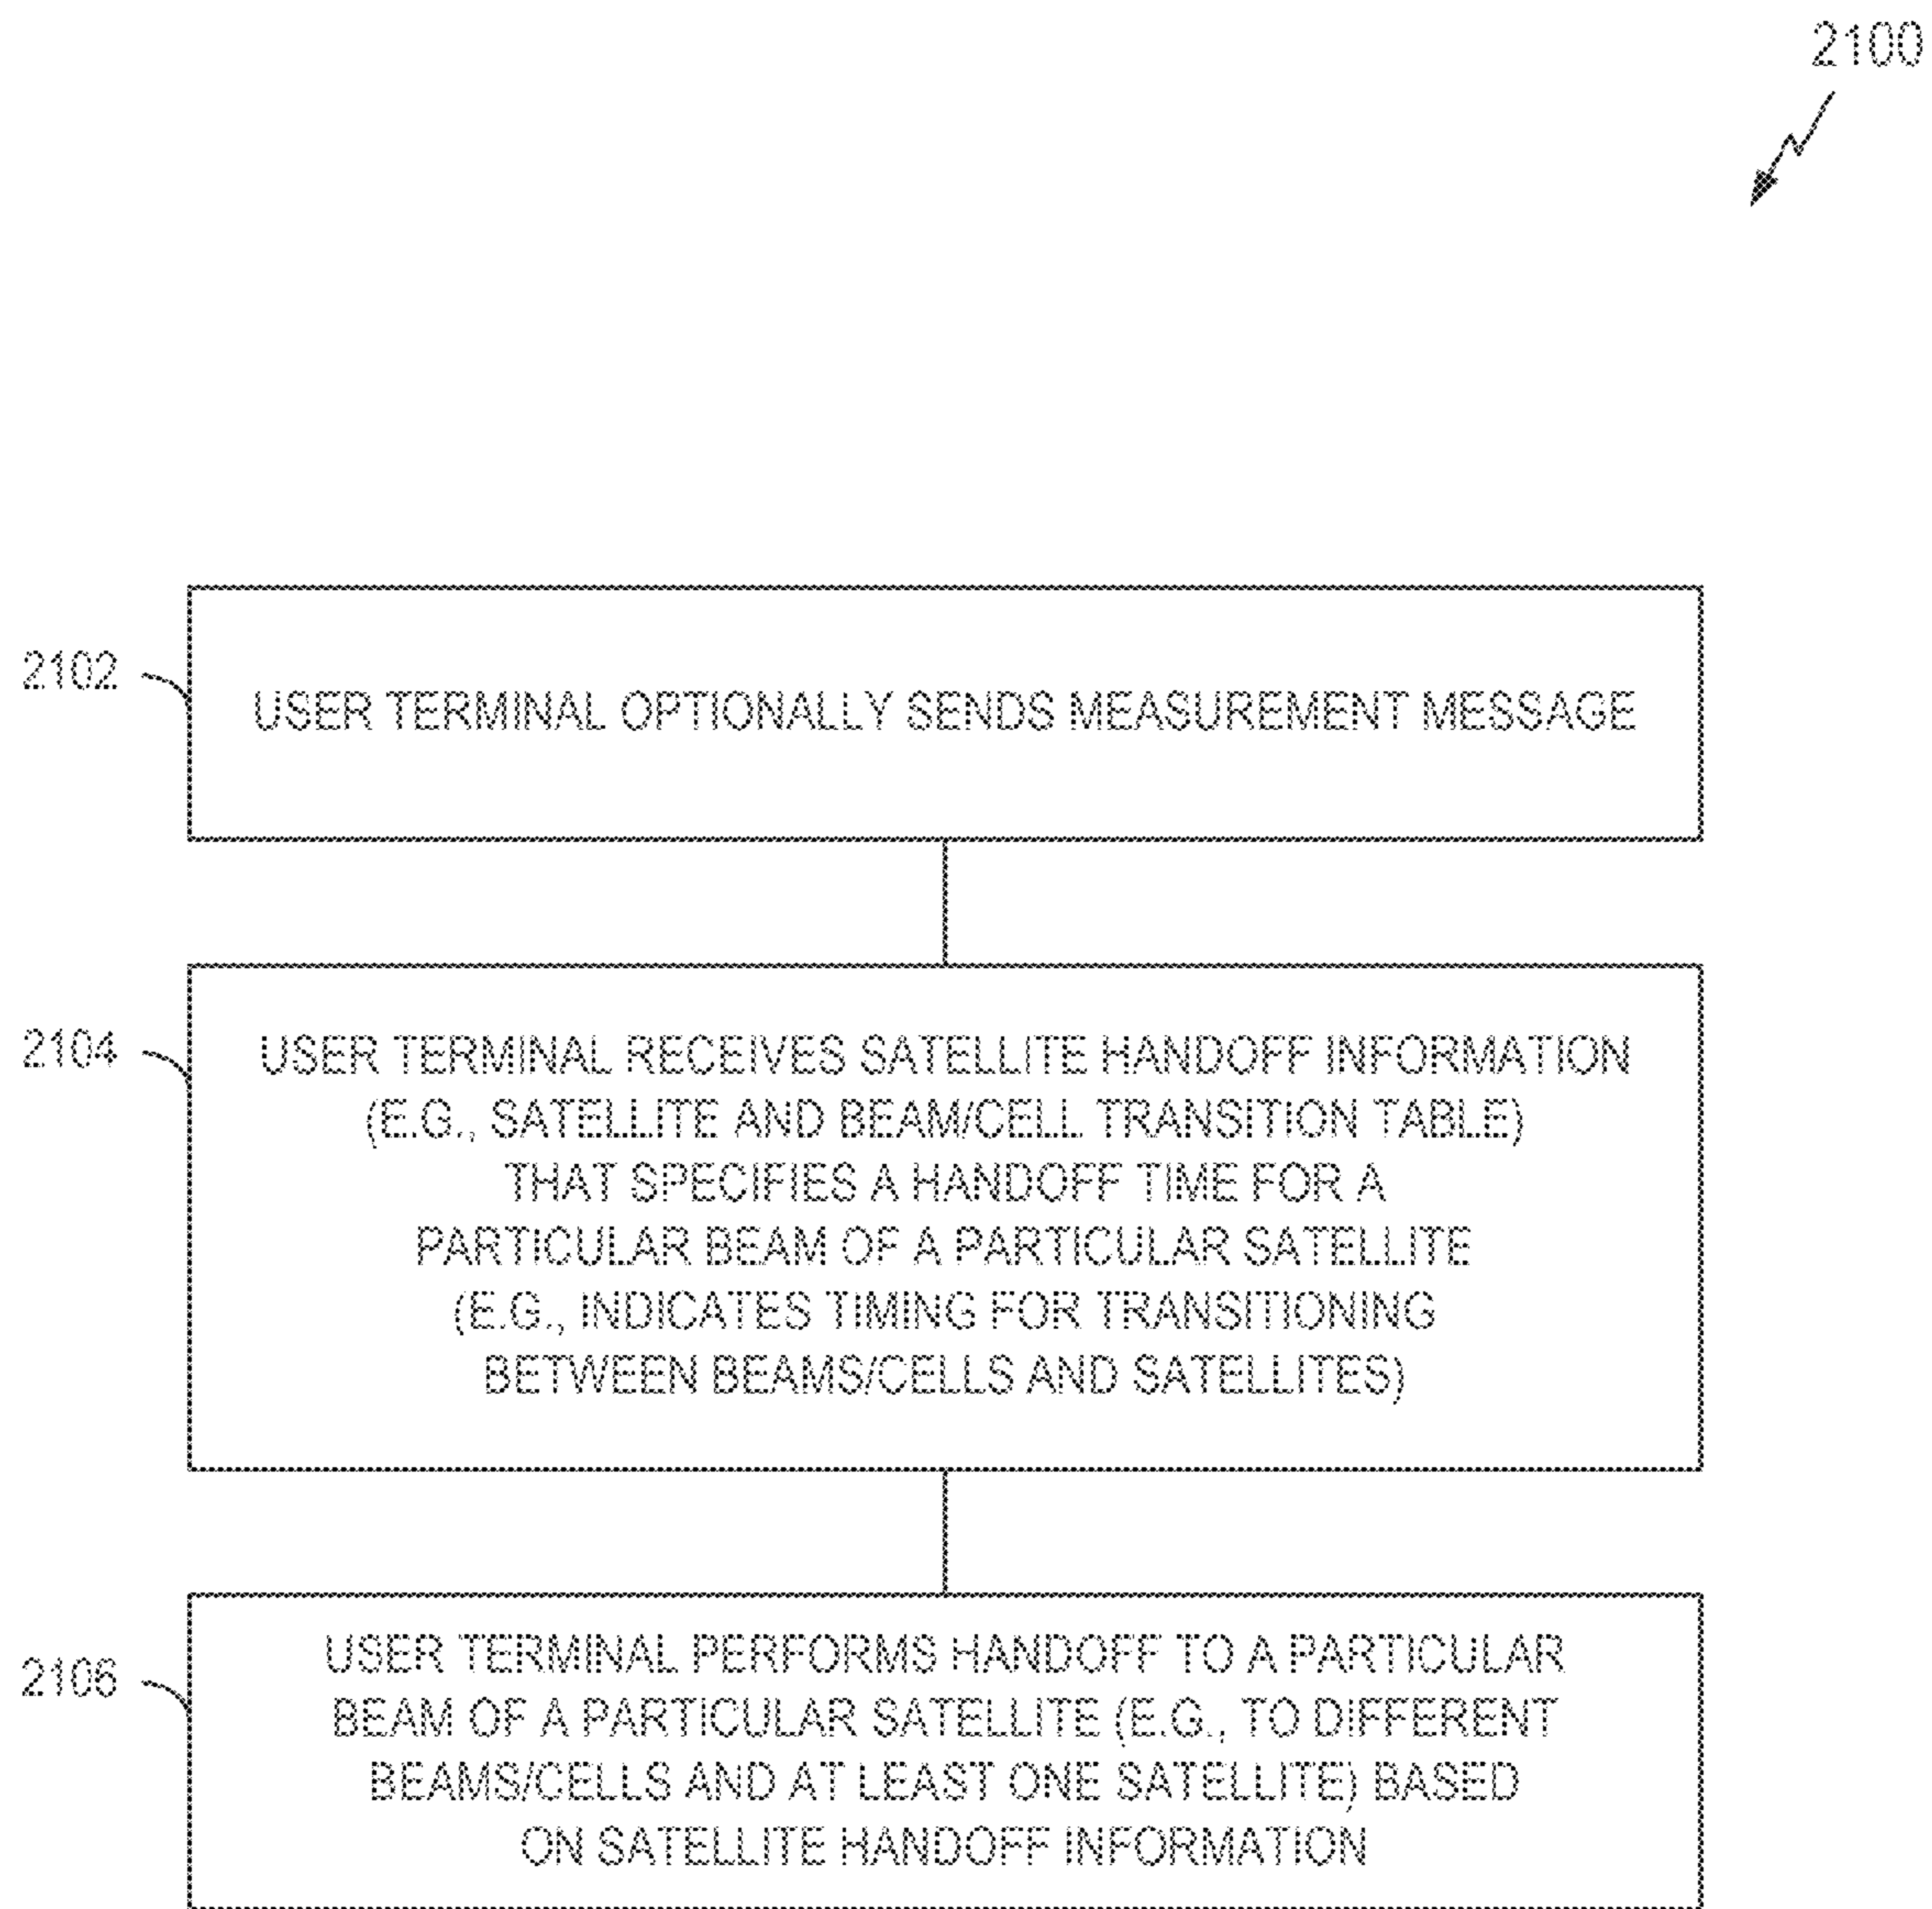 2100
2102
USER TERMINAL OPTIONALLY SENDS MEASUREMENT MESSAGE
2104
USER TERMINAL RECEIVES SATELLITE HANDOFF INFORMATION
(E.G., SATELLITE AND BEAM/CELL TRANSITION TABLE)
THAT SPECIFIES A HANDOFF TIME FOR A
PARTICULAR BEAM OF A PARTICULAR SATELLITE
(E.G., INDICATES TIMING FOR TRANSITIONING
BETWEEN BEAMS/CELLS AND SATELLITES)
2106
USER TERMINAL PERFORMS HANDOFF TO A PARTICULAR
BEAM OF A PARTICULAR SATELLITE (E.G., TO DIFFERENT
BEAMS/CELLS AND AT LEAST ONE SATELLITE) BASED
ON SATELLITE HANDOFF INFORMATION